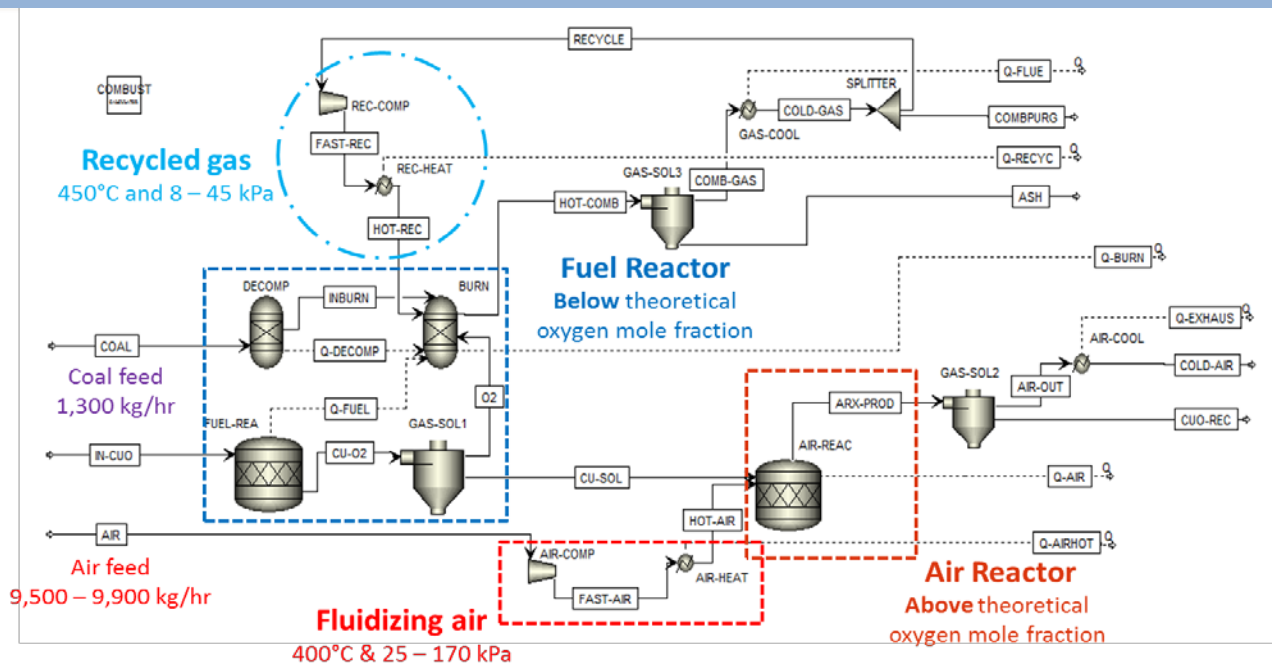 RECYCLE
COMBUST
REC-COMP
FAST-REC
Recycled gas
450°C and 8 – 45 kPa
REC-HEAT
HOT-REC
Q-FLUE
Q
SPLITTER
COLD-GAS
GAS-COOL
COMBPURG
Q-RECYC
Q
GAS-SOL3
COMB-GAS
HOT-COMB
ASH
Fuel Reactor
Below theoretical
oxygen mole fraction
Q-BURN
Q
DECOMP
INBURN
BURN
COAL
Q-DECOMP
Coal feed
1,300 kg/hr
O2
Q-FUEL
FUEL-REA
GAS-SOL1
IN-CUO
CU-O2
CU-SOL
Q-EXHAUS
Q
AIR-COOL
COLD-AIR
GAS-SOL2
AIR-OUT
ARX-PROD
CUO-REC
AIR-REAC
Q-AIR
Q
HOT-AIR
AIR
Air feed
9,500 – 9,900 kg/hr
AIR-COMP
AIR-HEAT
FAST-AIR
Q-AIRHOT
Q
Fluidizing air
400°C & 25 – 170 kPa
Air Reactor
Above theoretical
oxygen mole fraction